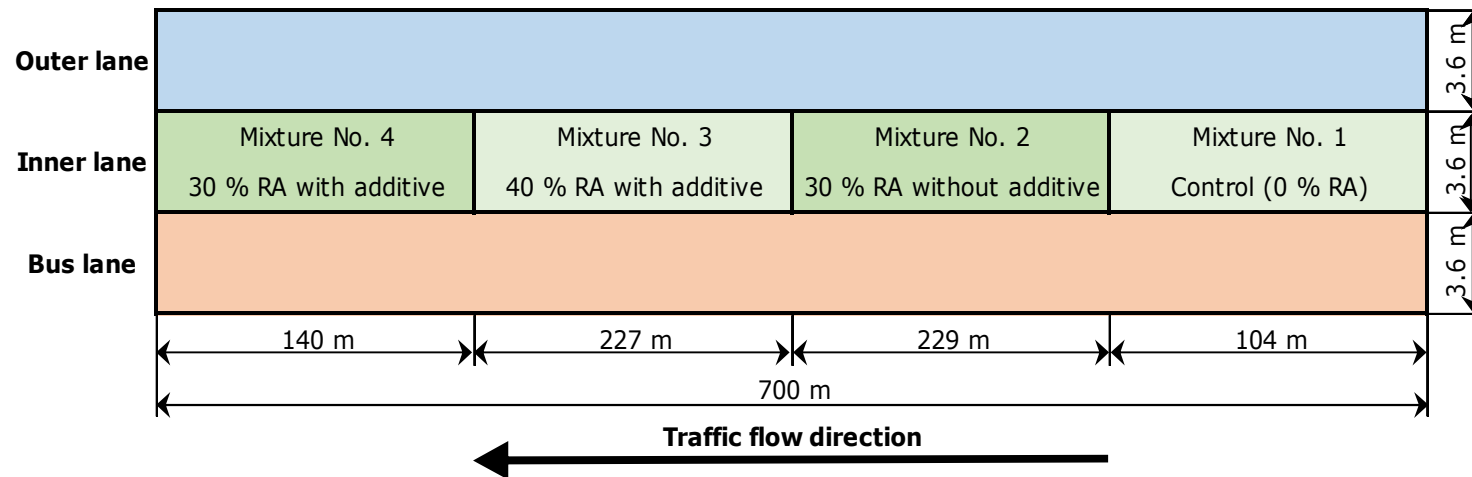 Outer lane
3.6 m
Inner lane
Mixture No. 4
30 % RA with additive
Mixture No. 3
40 % RA with additive
Mixture No. 2
30 % RA without additive
Mixture No. 1
Control (0 % RA)
3.6 m
Bus lane
3.6 m
140 m
227 m
229 m
104 m
700 m
Traffic flow direction